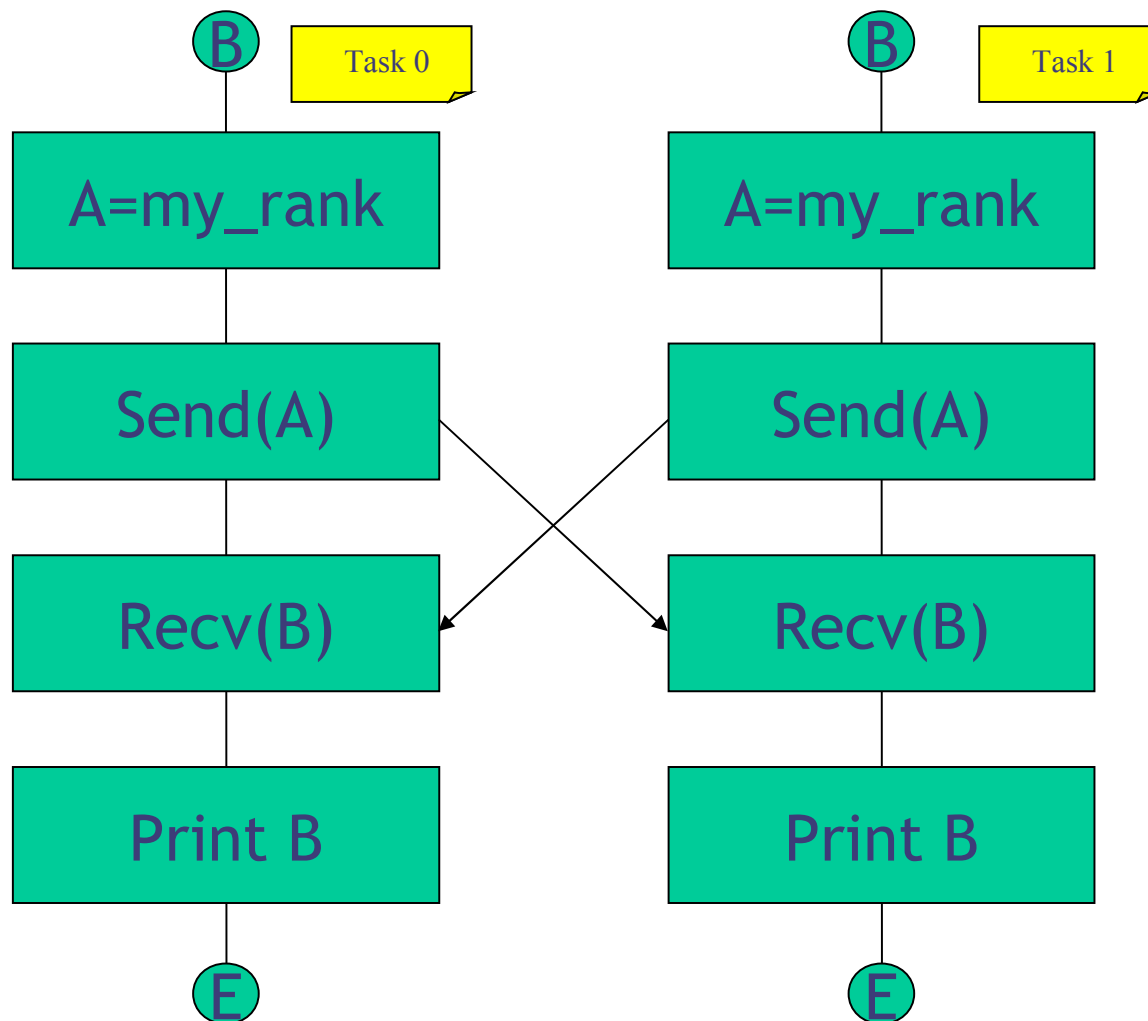 B
Task 0
A=my_rank
Send(A)
Recv(B)
Print B
E
B
Task 1
A=my_rank
Send(A)
Recv(B)
Print B
E